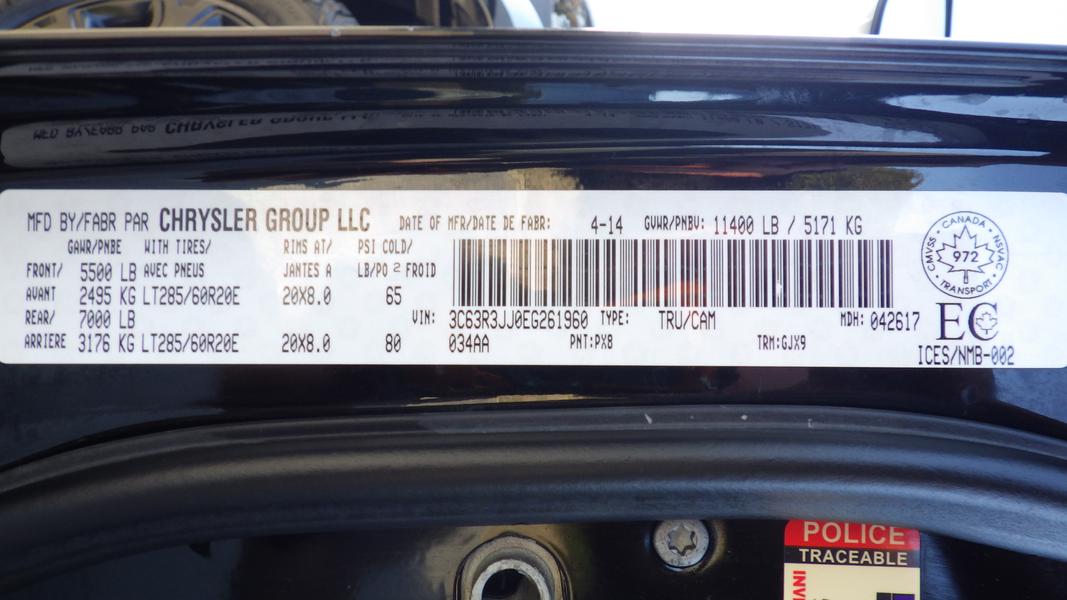 MFD BY/FABR PAR CHRYSLER GROUP LLC DATE OF MFR/DATE DE FABR: 4-14 GVWR/PNBV: 11400 LB / 5171 KG
GAWR/PNBE WITH TIRES/ RIMS AT/ PSI COLD/
FRONT/ 5500 LB AVEC PNEUS JANTES A LB/PO² FROID
AVANT 2495 KG LT285/60R20E 20X8.0 65
REAR/ 7000 LB VIN: 3C63R3JJ0EG261960 TYPE: TRU/CAM MDH: 042617
ARRIERE 3176 KG LT285/60R20E 20X8.0 80 034AA PNT:PX8 TRM:GJX9
CANADA
CMVSS 972 NSVAC
TRANSPORT
EC
ICES/NMB-002
POLICE
TRACEABLE